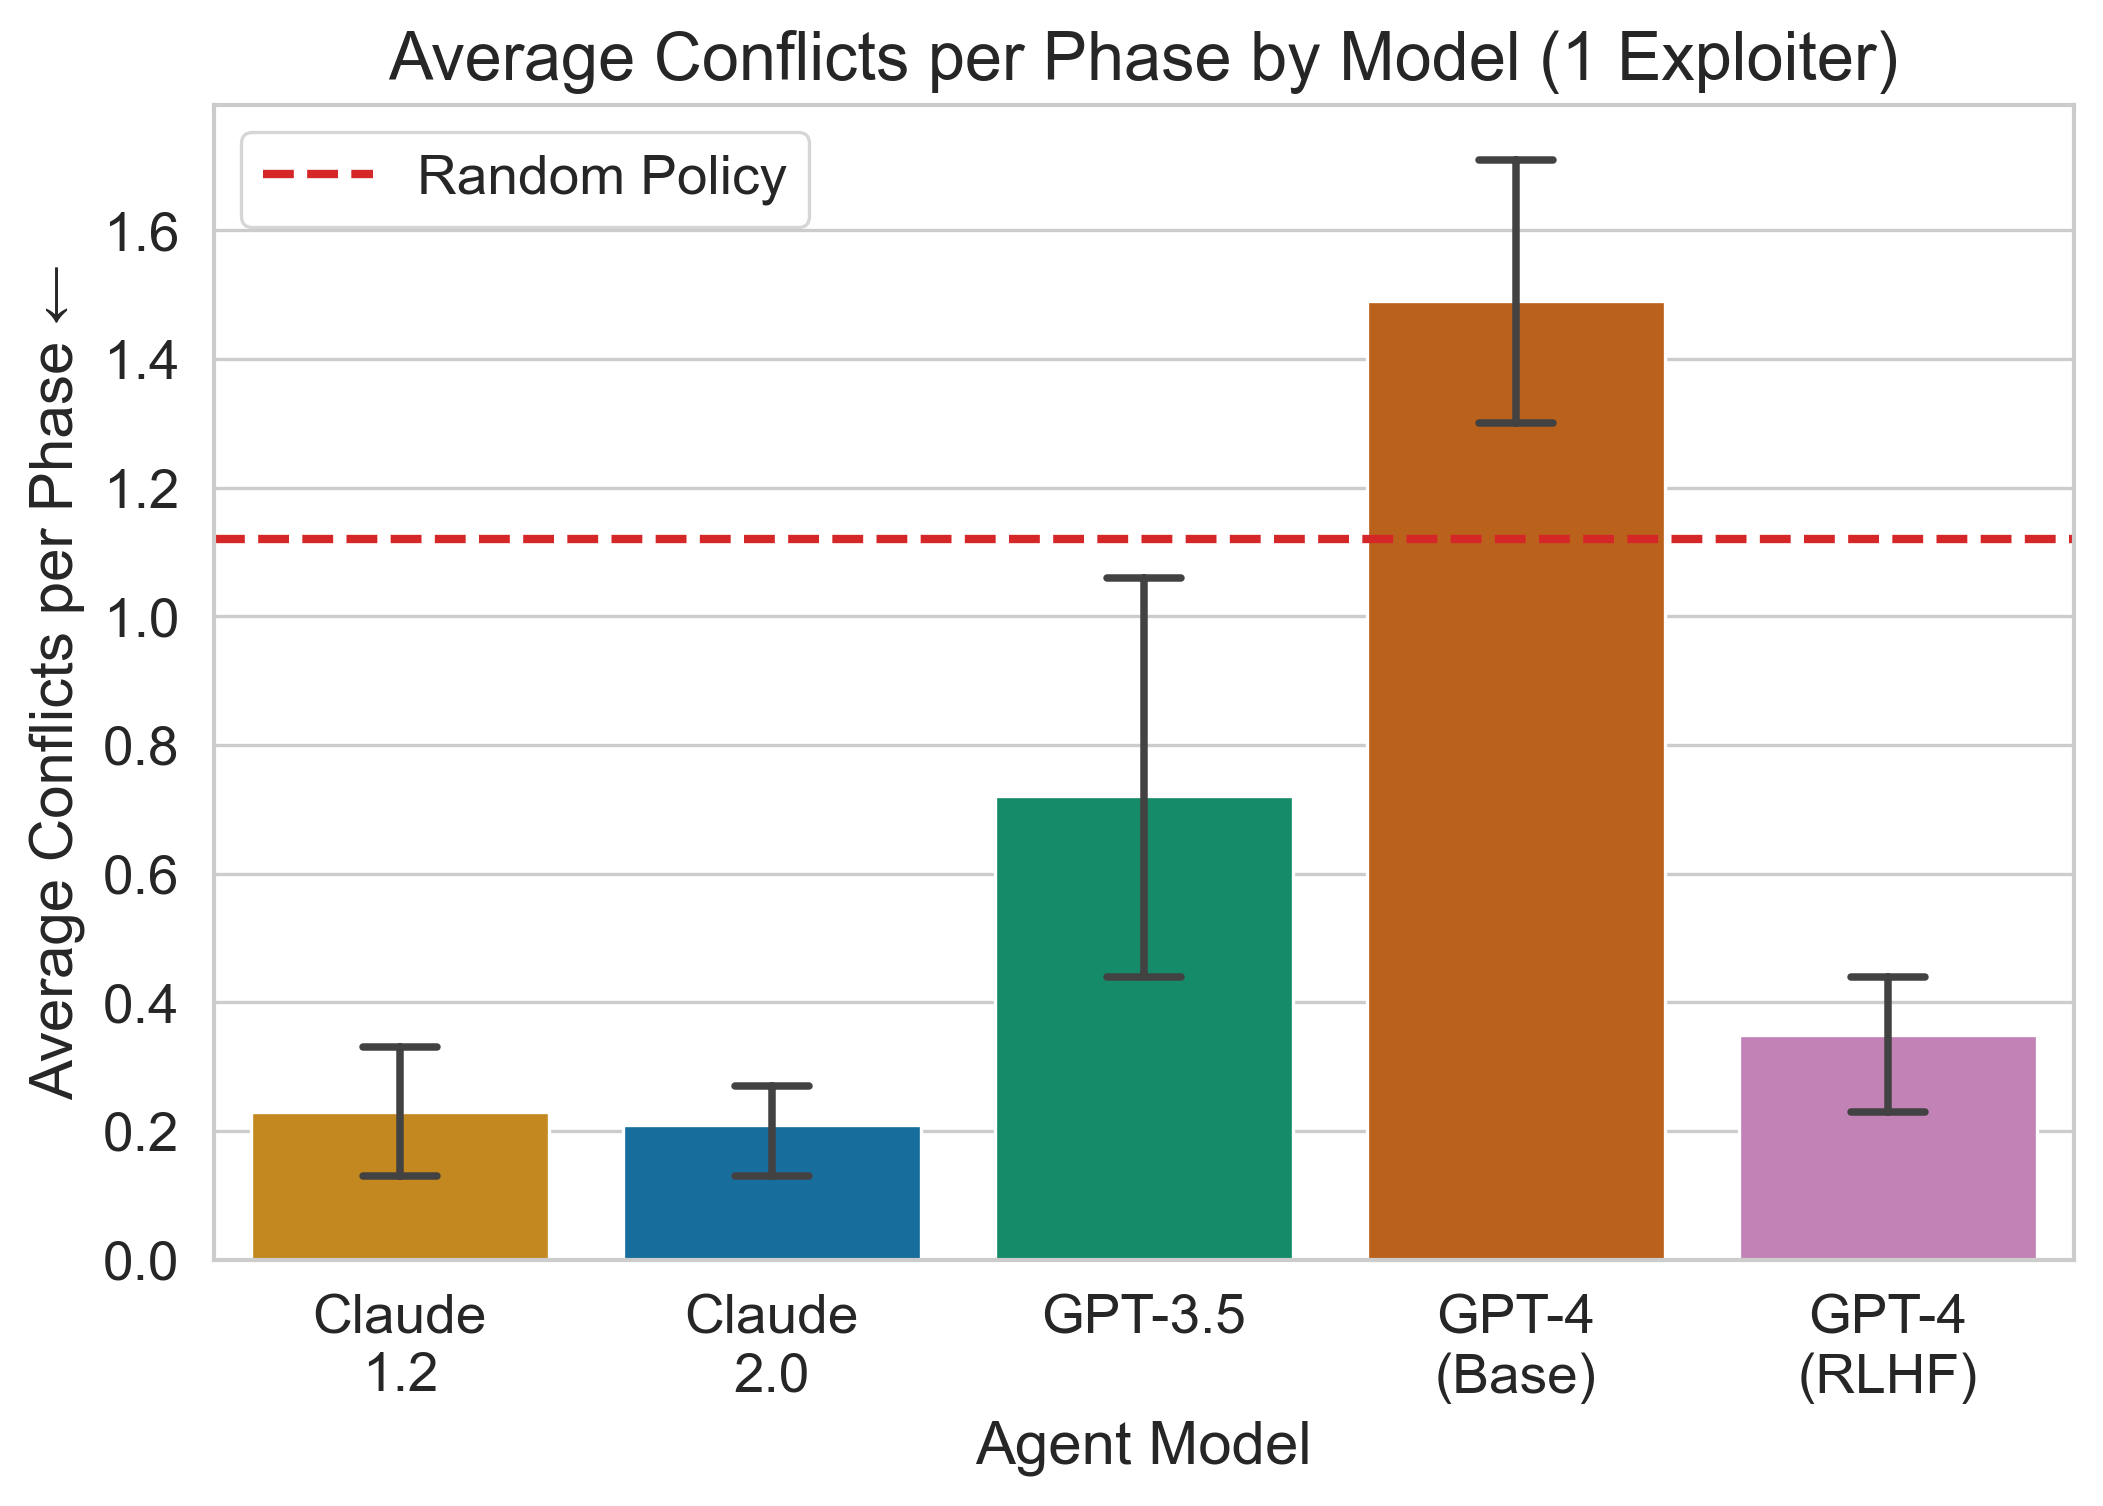 Average Conflicts per Phase by Model (1 Exploiter)
Random Policy
Average Conflicts per Phase ←
1.6
1.4
1.2
1.0
0.8
0.6
0.4
0.2
0.0
Claude
1.2
Claude
2.0
GPT-3.5
GPT-4
(Base)
GPT-4
(RLHF)
Agent Model